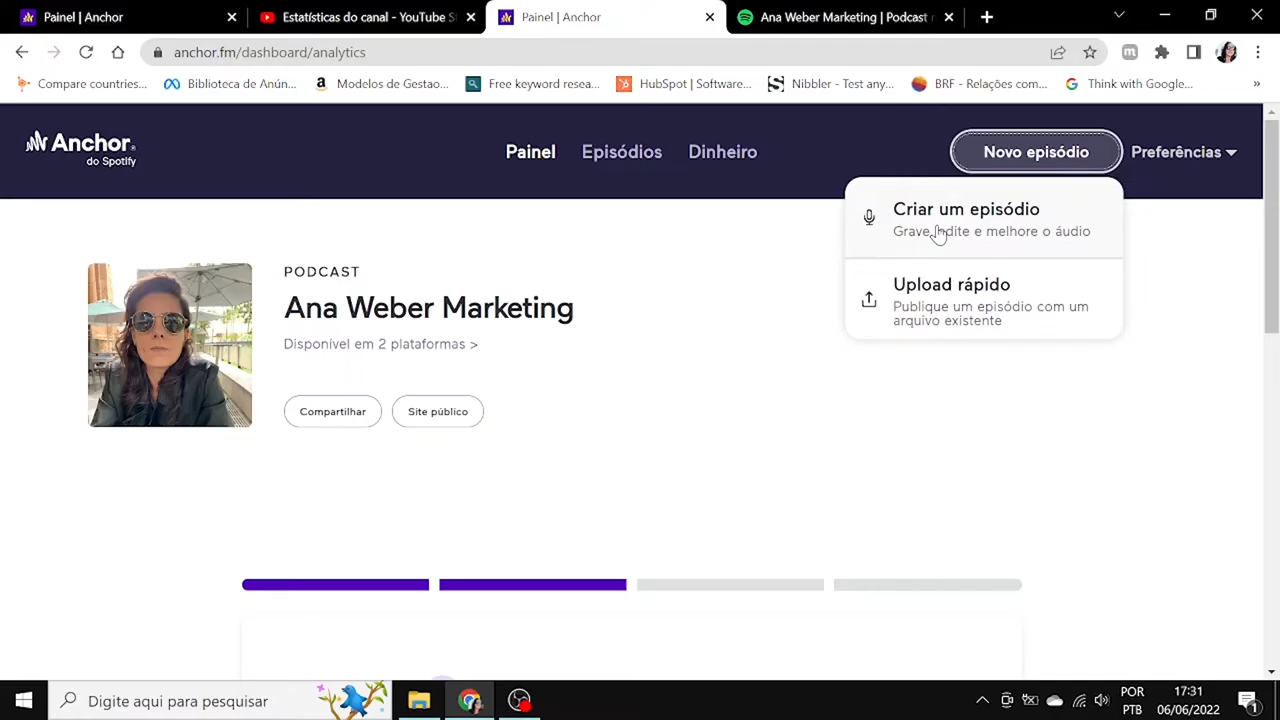 Painel | Anchor
Estatísticas do canal - YouTube S
Painel | Anchor
Ana Weber Marketing | Podcast
anchor.fm/dashboard/analytics
Compare countries...
Biblioteca de Anún...
Modelos de Gestao...
Free keyword resea...
HubSpot | Software...
Nibbler - Test any...
BRF - Relações com...
Think with Google...
»
Anchor
do Spotify
Painel
Episódios
Dinheiro
Novo episódio
Preferências
Criar um episódio
Grave, edite e melhore o áudio
Upload rápido
Publique um episódio com um
arquivo existente
PODCAST
Ana Weber Marketing
Disponível em 2 plataformas >
Compartilhar
Site público
Digite aqui para pesquisar
POR
PTB
17:31
06/06/2022
1